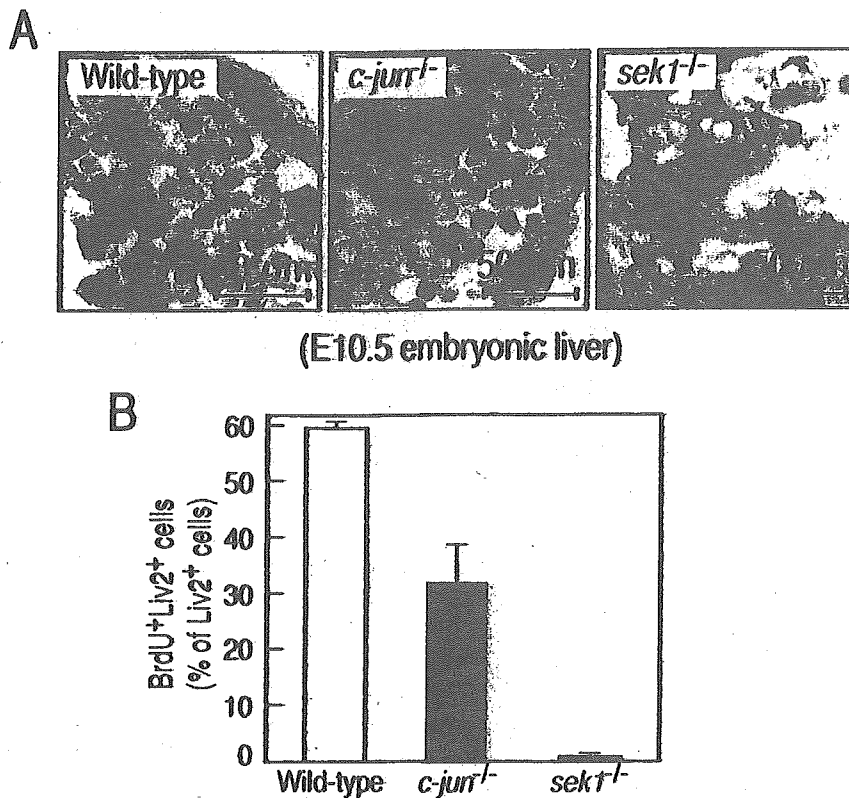 A
Wild-type
c-jun-/-
sek1-/-
(E10.5 embryonic liver)
B
BrdU+Liv2+ cells
(% of Liv2+ cells)
60
50
40
30
20
10
0
Wild-type
c-jun-/-
sek1-/-